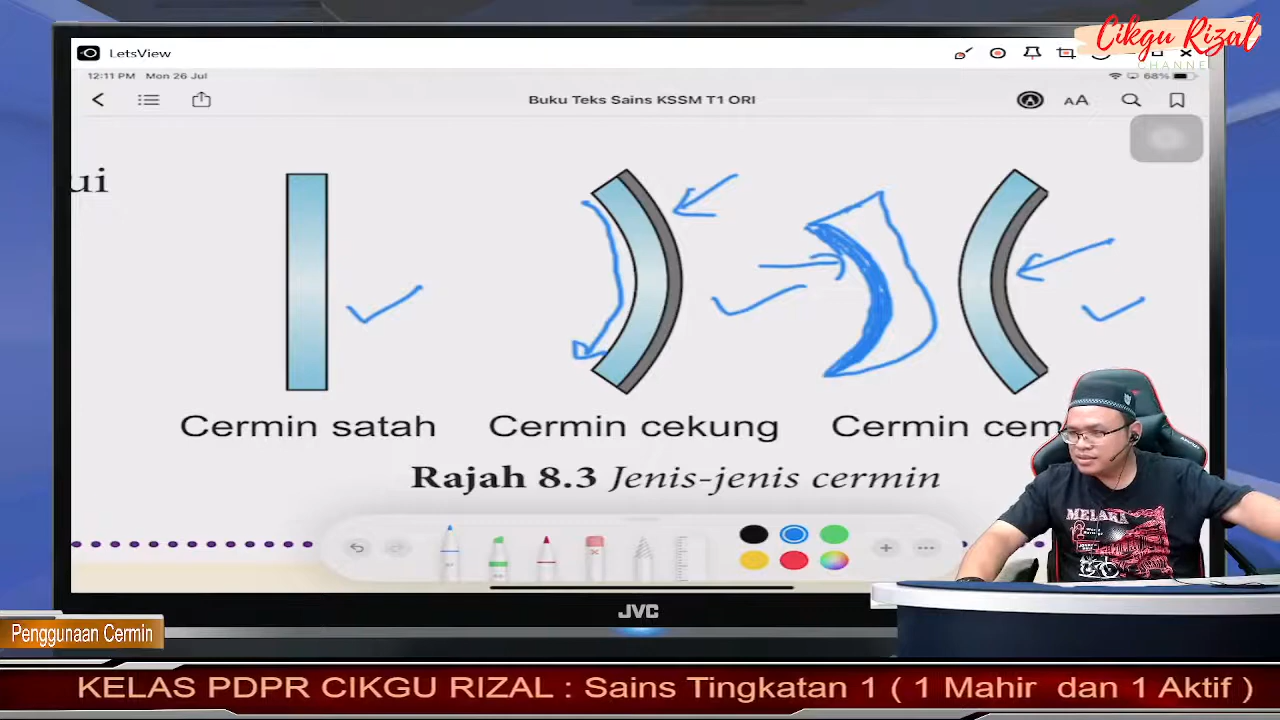 Cikgu Rizal
CHANNE
LetsView
12:11 PM Mon 26 Jul
68%
Buku Teks Sains KSSM T1 ORI
AA
ui
Cermin satah
Cermin cekung
Cermin cem
Rajah 8.3 Jenis-jenis cermin
MELAKA
JVC
Penggunaan Cermin
KELAS PDPR CIKGU RIZAL : Sains Tingkatan 1 ( 1 Mahir dan 1 Aktif )